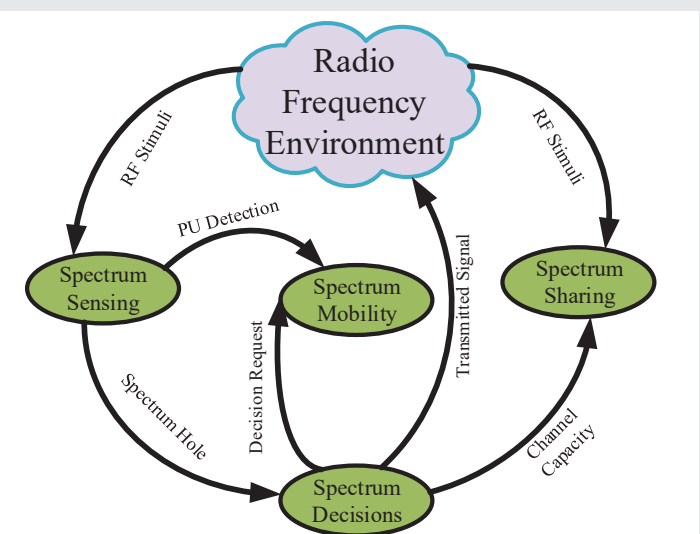 Radio
Frequency
Environment
RF Stimuli
RF Stimuli
PU Detection
Spectrum
Sensing
Spectrum
Mobility
Spectrum
Sharing
Transmitted Signal
Decision Request
Spectrum Hole
Channel
Capacity
Spectrum
Decisions